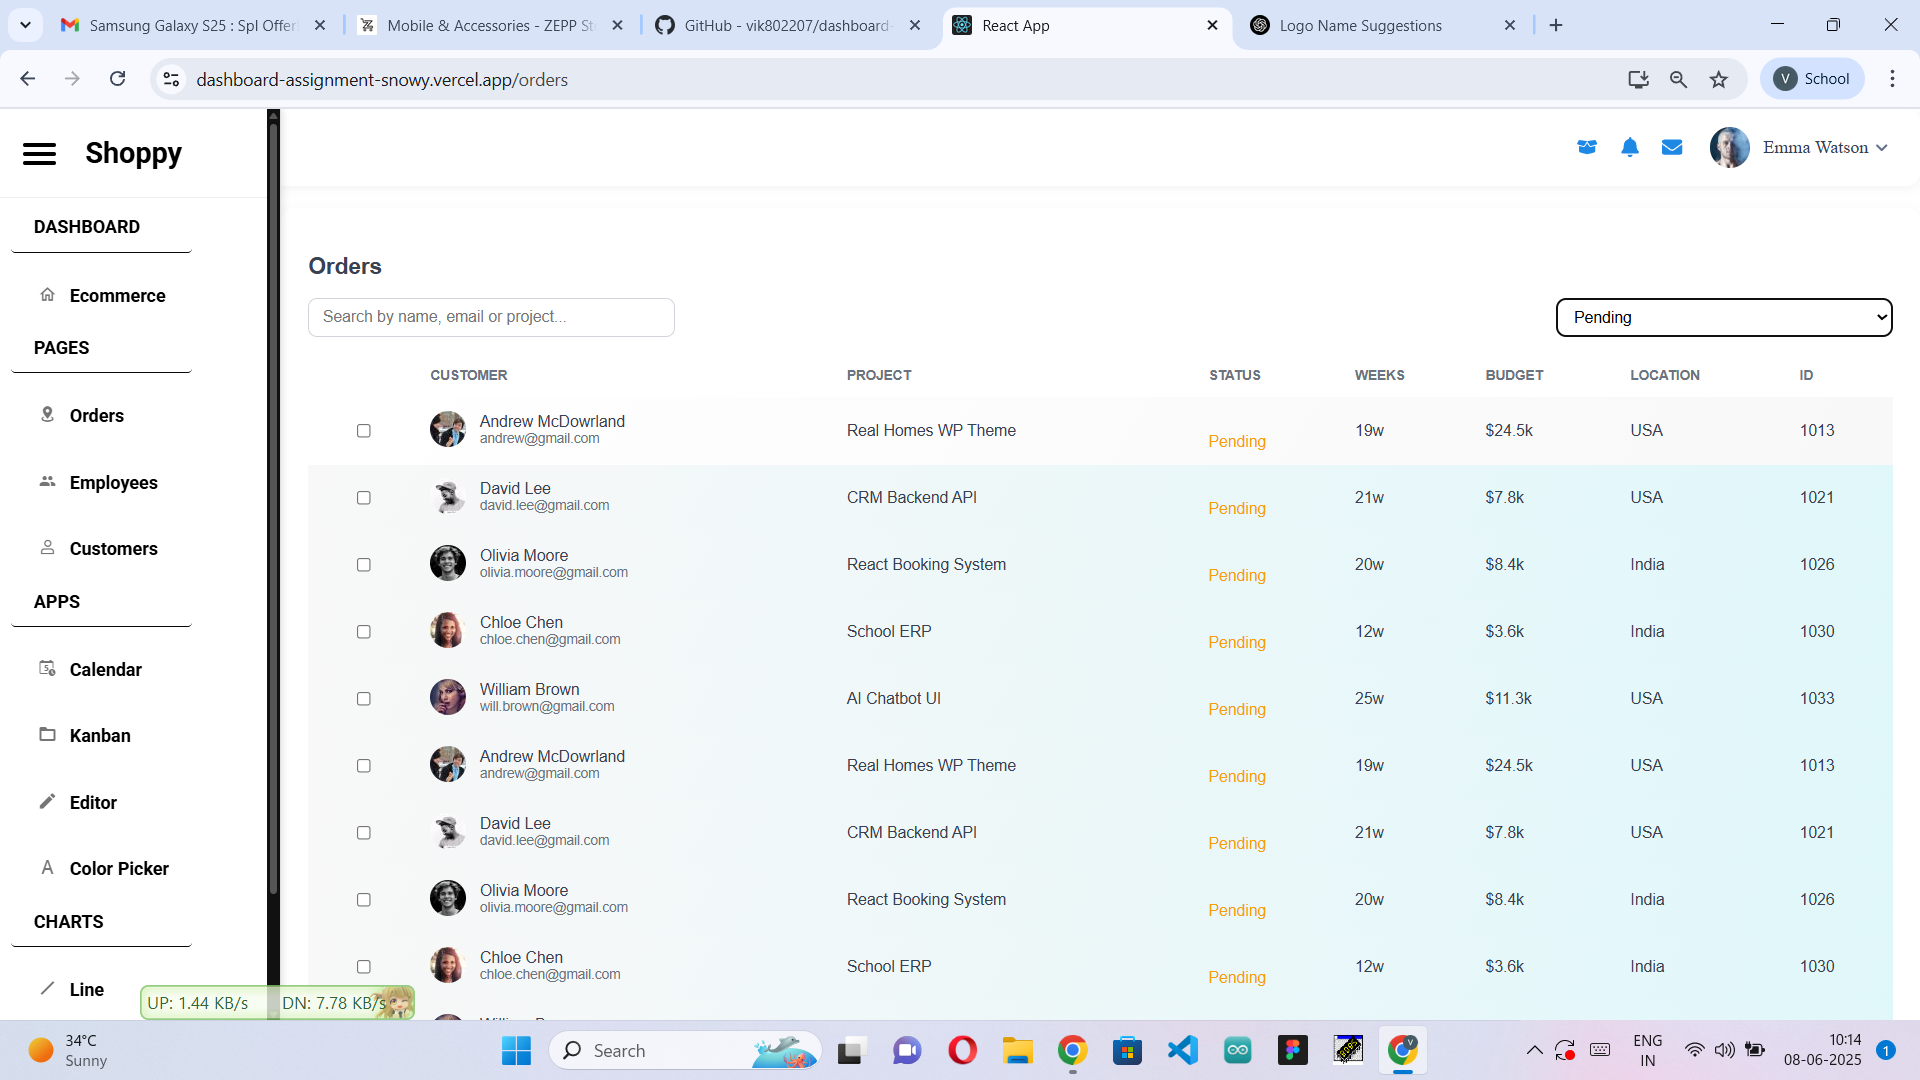 Samsung Galaxy S25 : Spl Offer
Mobile & Accessories - ZEPP St
GitHub - vik802207/dashboard-
React App
Logo Name Suggestions
dashboard-assignment-snowy.vercel.app/orders
V School
Shoppy
Emma Watson
DASHBOARD
Ecommerce
PAGES
Orders
Employees
Customers
APPS
Calendar
Kanban
Editor
Color Picker
CHARTS
Line
Orders
Search by name, email or project...
Pending
CUSTOMER PROJECT STATUS WEEKS BUDGET LOCATION ID
Andrew McDowrland
andrew@gmail.com
Real Homes WP Theme Pending 19w $24.5k USA 1013
David Lee
david.lee@gmail.com
CRM Backend API Pending 21w $7.8k USA 1021
Olivia Moore
olivia.moore@gmail.com
React Booking System Pending 20w $8.4k India 1026
Chloe Chen
chloe.chen@gmail.com
School ERP Pending 12w $3.6k India 1030
William Brown
will.brown@gmail.com
AI Chatbot UI Pending 25w $11.3k USA 1033
Andrew McDowrland
andrew@gmail.com
Real Homes WP Theme Pending 19w $24.5k USA 1013
David Lee
david.lee@gmail.com
CRM Backend API Pending 21w $7.8k USA 1021
Olivia Moore
olivia.moore@gmail.com
React Booking System Pending 20w $8.4k India 1026
Chloe Chen
chloe.chen@gmail.com
School ERP Pending 12w $3.6k India 1030
UP: 1.44 KB/s DN: 7.78 KB/s
34°C
Sunny
Search
ENG
IN
10:14
08-06-2025
1